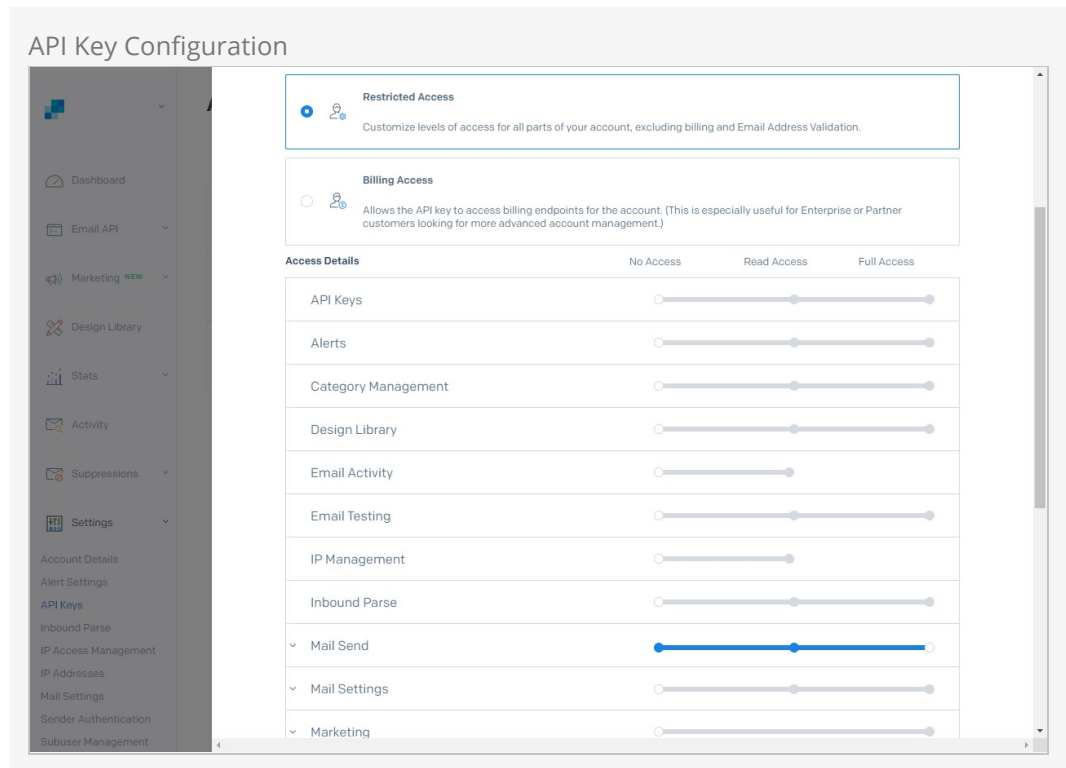 API Key Configuration
Restricted Access
Customize levels of access for all parts of your account, excluding billing and Email Address Validation.
Billing Access
Allows the API key to access billing endpoints for the account. (This is especially useful for Enterprise or Partner
customers looking for more advanced account management.)
Dashboard
Email API
Marketing NEW
Design Library
Stats
Activity
Suppressions
Settings
Account Details
Alert Settings
API Keys
Inbound Parse
IP Access Management
IP Addresses
Mail Settings
Sender Authentication
Subuser Management
Access Details No Access Read Access Full Access
API Keys
Alerts
Category Management
Design Library
Email Activity
Email Testing
IP Management
Inbound Parse
Mail Send
Mail Settings
Marketing